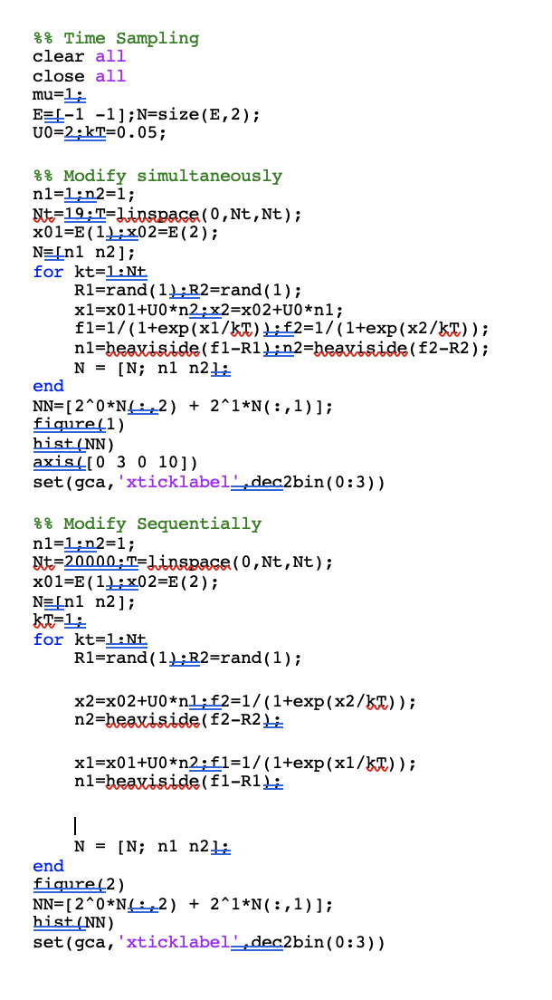 %% Time Sampling
clear all
close all
mu=1;
E=[-1 -1];N=size(E,2);
U0=2;kT=0.05;
%% Modify simultaneously
n1=1;n2=1;
Nt=19;T=linspace(0,Nt,Nt);
x01=E(1);x02=E(2);
N=[n1 n2];
for kt=1:Nt
R1=rand(1);R2=rand(1);
x1=x01+U0*n2;x2=x02+U0*n1;
f1=1/(1+exp(x1/kT));f2=1/(1+exp(x2/kT));
n1=heaviside(f1-R1);n2=heaviside(f2-R2);
N = [N; n1 n2];
end
NN=[2^0*N(:,2) + 2^1*N(:,1)];
figure(1)
hist(NN)
axis([0 3 0 10])
set(gca,'xticklabel',dec2bin(0:3))
%% Modify Sequentially
n1=1;n2=1;
Nt=20000;T=linspace(0,Nt,Nt);
x01=E(1);x02=E(2);
N=[n1 n2];
kT=1;
for kt=1:Nt
R1=rand(1);R2=rand(1);
x2=x02+U0*n1;f2=1/(1+exp(x2/kT));
n2=heaviside(f2-R2);
x1=x01+U0*n2;f1=1/(1+exp(x1/kT));
n1=heaviside(f1-R1);
N = [N; n1 n2];
end
figure(2)
NN=[2^0*N(:,2) + 2^1*N(:,1)];
hist(NN)
set(gca,'xticklabel',dec2bin(0:3))